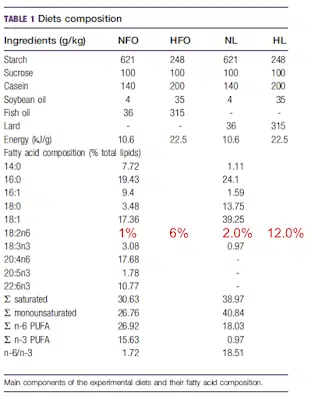 TABLE 1 Diets composition
Ingredients (g/kg) NFO HFO NL HL
Starch 621 248 621 248
Sucrose 100 100 100 100
Casein 140 200 140 200
Soybean oil 4 35 4 35
Fish oil 36 315 - -
Lard - - 36 315
Energy (kJ/g) 10.6 22.5 10.6 22.5
Fatty acid composition (% total lipids)
14:0 7.72 1.11
16:0 19.43 24.1
16:1 9.4 1.59
18:0 3.48 13.75
18:1 17.36 39.25
18:2n6 1% 6% 2.0% 12.0%
18:3n3 3.08 0.97
20:4n6 17.68 -
20:5n3 1.78 -
22:6n3 10.77 -
Σ saturated 30.63 38.97
Σ monounsaturated 26.76 40.84
Σ n-6 PUFA 26.92 18.03
Σ n-3 PUFA 15.63 0.97
n-6/n-3 1.72 18.51
Main components of the experimental diets and their fatty acid composition.